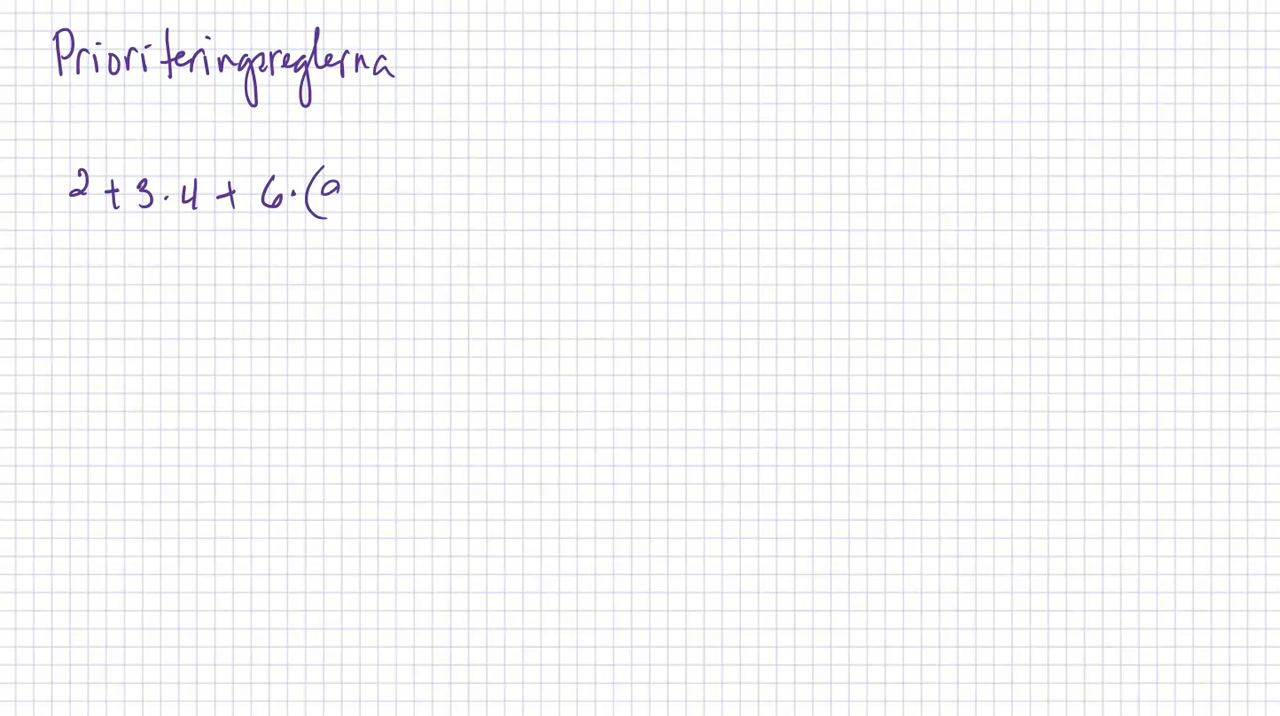 Prioriteringsreglerna
2 + 3 · 4 + 6 · (